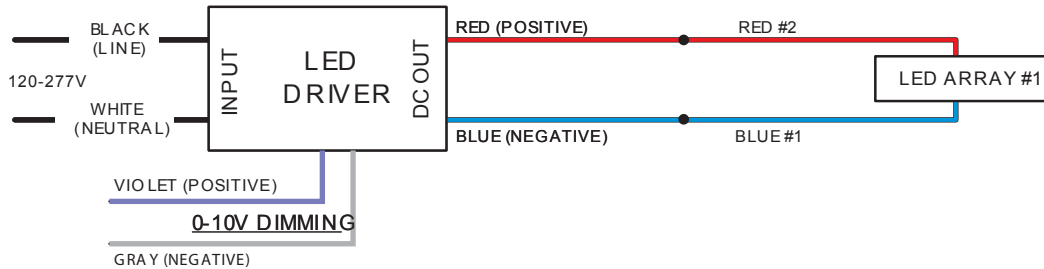 BLACK
(LINE)
120-277V
WHITE
(NEUTRAL)
INPUT
LED
DRIVER
DC OUT
RED (POSITIVE)
RED #2
LED ARRAY #1
BLUE (NEGATIVE)
BLUE #1
VIOLET (POSITIVE)
0-10V DIMMING
GRAY (NEGATIVE)